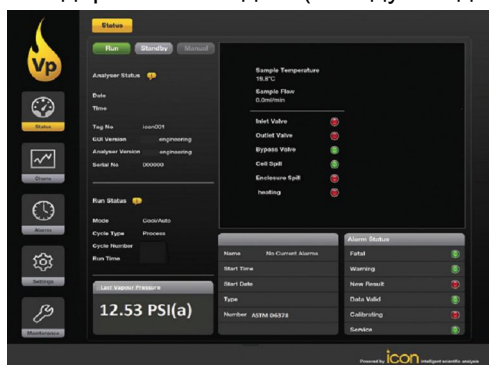 Status
Vp
Run Standby Manual
Analyser Status
Date
Time
Tag No icon001
GUI Version engineering
Analyser Version engineering
Serial No 000000
Run Status
Mode Cool/Auto
Cycle Type Process
Cycle Number
Run Time
Last Vapour Pressure
12.53 PSI(a)
Sample Temperature
19.8°C
Sample Flow
0.0ml/min
Inlet Valve
Outlet Valve
Bypass Valve
Cell Spill
Enclosure Spill
heating
Name No Current Alarms
Start Time
Start Date
Type
Number ASTM D6378
Alarm Status
Fatal
Warning
New Result
Data Valid
Calibrating
Service
Status
Charts
Alarms
Settings
Maintenance
Powered by icon intelligent scientific analysis